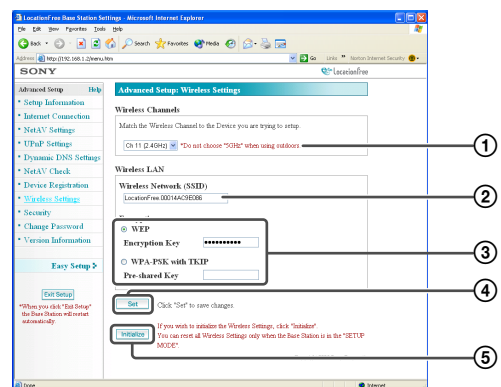 LocationFree Base Station Settings - Microsoft Internet Explorer
File Edit View Favorites Tools Help
Back Search Favorites Media
Address http://192.168.1.2/menu.htm Go Links » Norton Internet Security
SONY
LocationFree
Advanced Setup Help
Setup Information
Internet Connection
NetAV Settings
UPnP Settings
Dynamic DNS Settings
NetAV Check
Device Registration
Wireless Settings
Security
Change Password
Version Information
Easy Setup
Exit Setup
*When you click "Exit Setup"
the Base Station will restart
automatically.
Advanced Setup: Wireless Settings
Wireless Channels
Match the Wireless Channel to the Device you are trying to setup.
Ch 11 (2.4GHz) *Do not choose "5GHz" when using outdoors
1
Wireless LAN
Wireless Network (SSID)
LocationFree.00014AC9E086
2
WEP
Encryption Key ••••••••••
WPA-PSK with TKIP
Pre-shared Key
3
Set Click "Set" to save changes.
4
Initialize
If you wish to initialize the Wireless Settings, click "Initialize".
You can reset all Wireless Settings only when the Base Station is in the "SETUP
MODE".
5
Done Internet